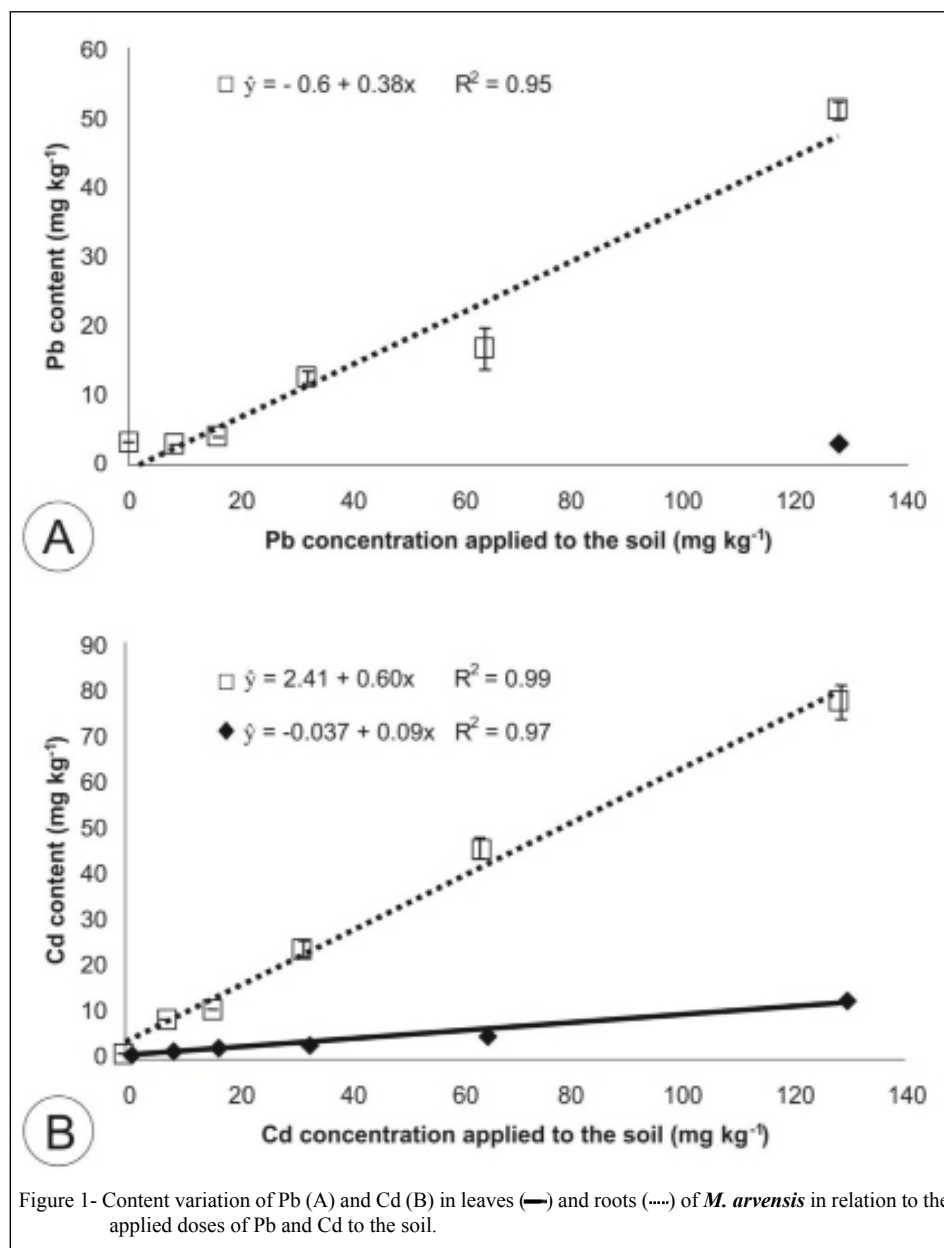 60
50
40
30
20
10
0
Pb content (mg kg⁻¹)
□ ŷ = - 0.6 + 0.38x R² = 0.95
0 20 40 60 80 100 120 140
Pb concentration applied to the soil (mg kg⁻¹)
A
90
80
70
60
50
40
30
20
10
0
Cd content (mg kg⁻¹)
□ ŷ = 2.41 + 0.60x R² = 0.99
◆ ŷ = -0.037 + 0.09x R² = 0.97
0 20 40 60 80 100 120 140
Cd concentration applied to the soil (mg kg⁻¹)
B
Figure 1- Content variation of Pb (A) and Cd (B) in leaves (—) and roots (·····) of M. arvensis in relation to the
applied doses of Pb and Cd to the soil.